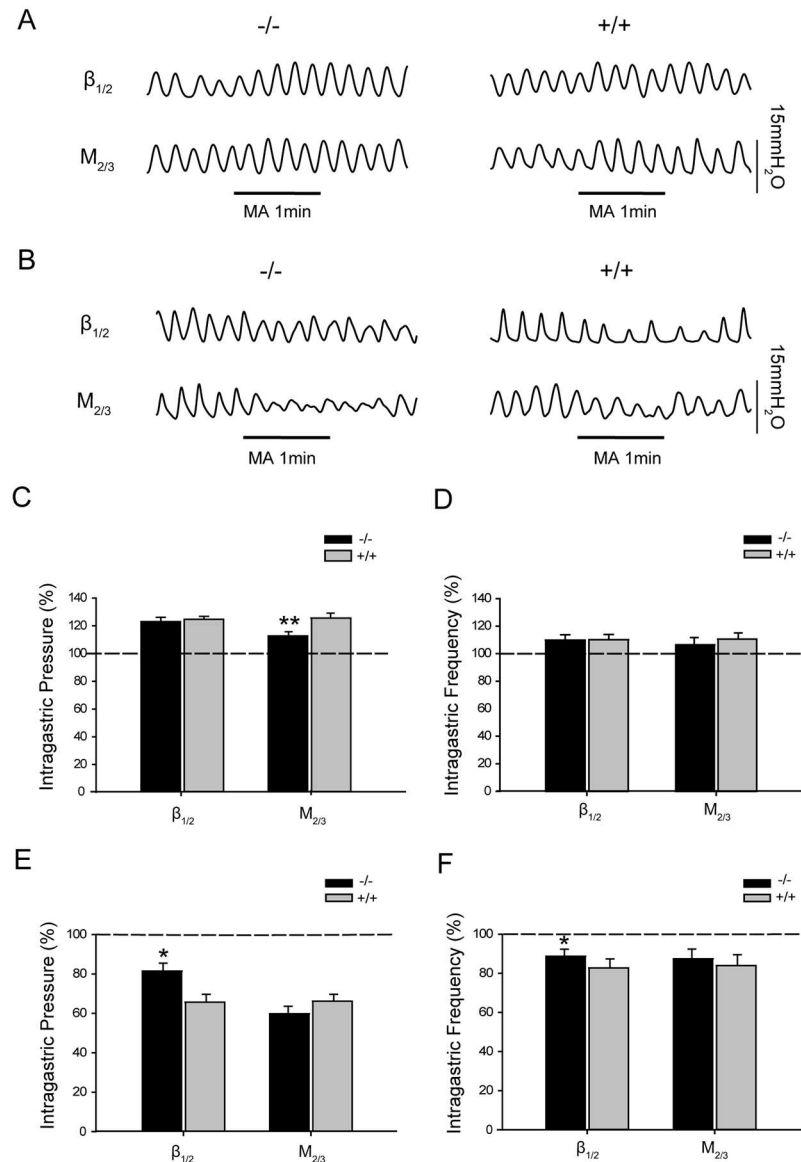 A
-/-
+/+
β1/2
M2/3
15mmH2O
MA 1min
MA 1min
B
-/-
+/+
β1/2
M2/3
15mmH2O
MA 1min
MA 1min
C
-/-
+/+
Intragastric Pressure (%)
140
120
100
80
60
40
20
0
**
β1/2
M2/3
D
-/-
+/+
Intragastric Frequency (%)
140
120
100
80
60
40
20
0
β1/2
M2/3
E
-/-
+/+
Intragastric Pressure (%)
100
80
60
40
20
0
*
β1/2
M2/3
F
-/-
+/+
Intragastric Frequency (%)
100
80
60
40
20
0
*
β1/2
M2/3